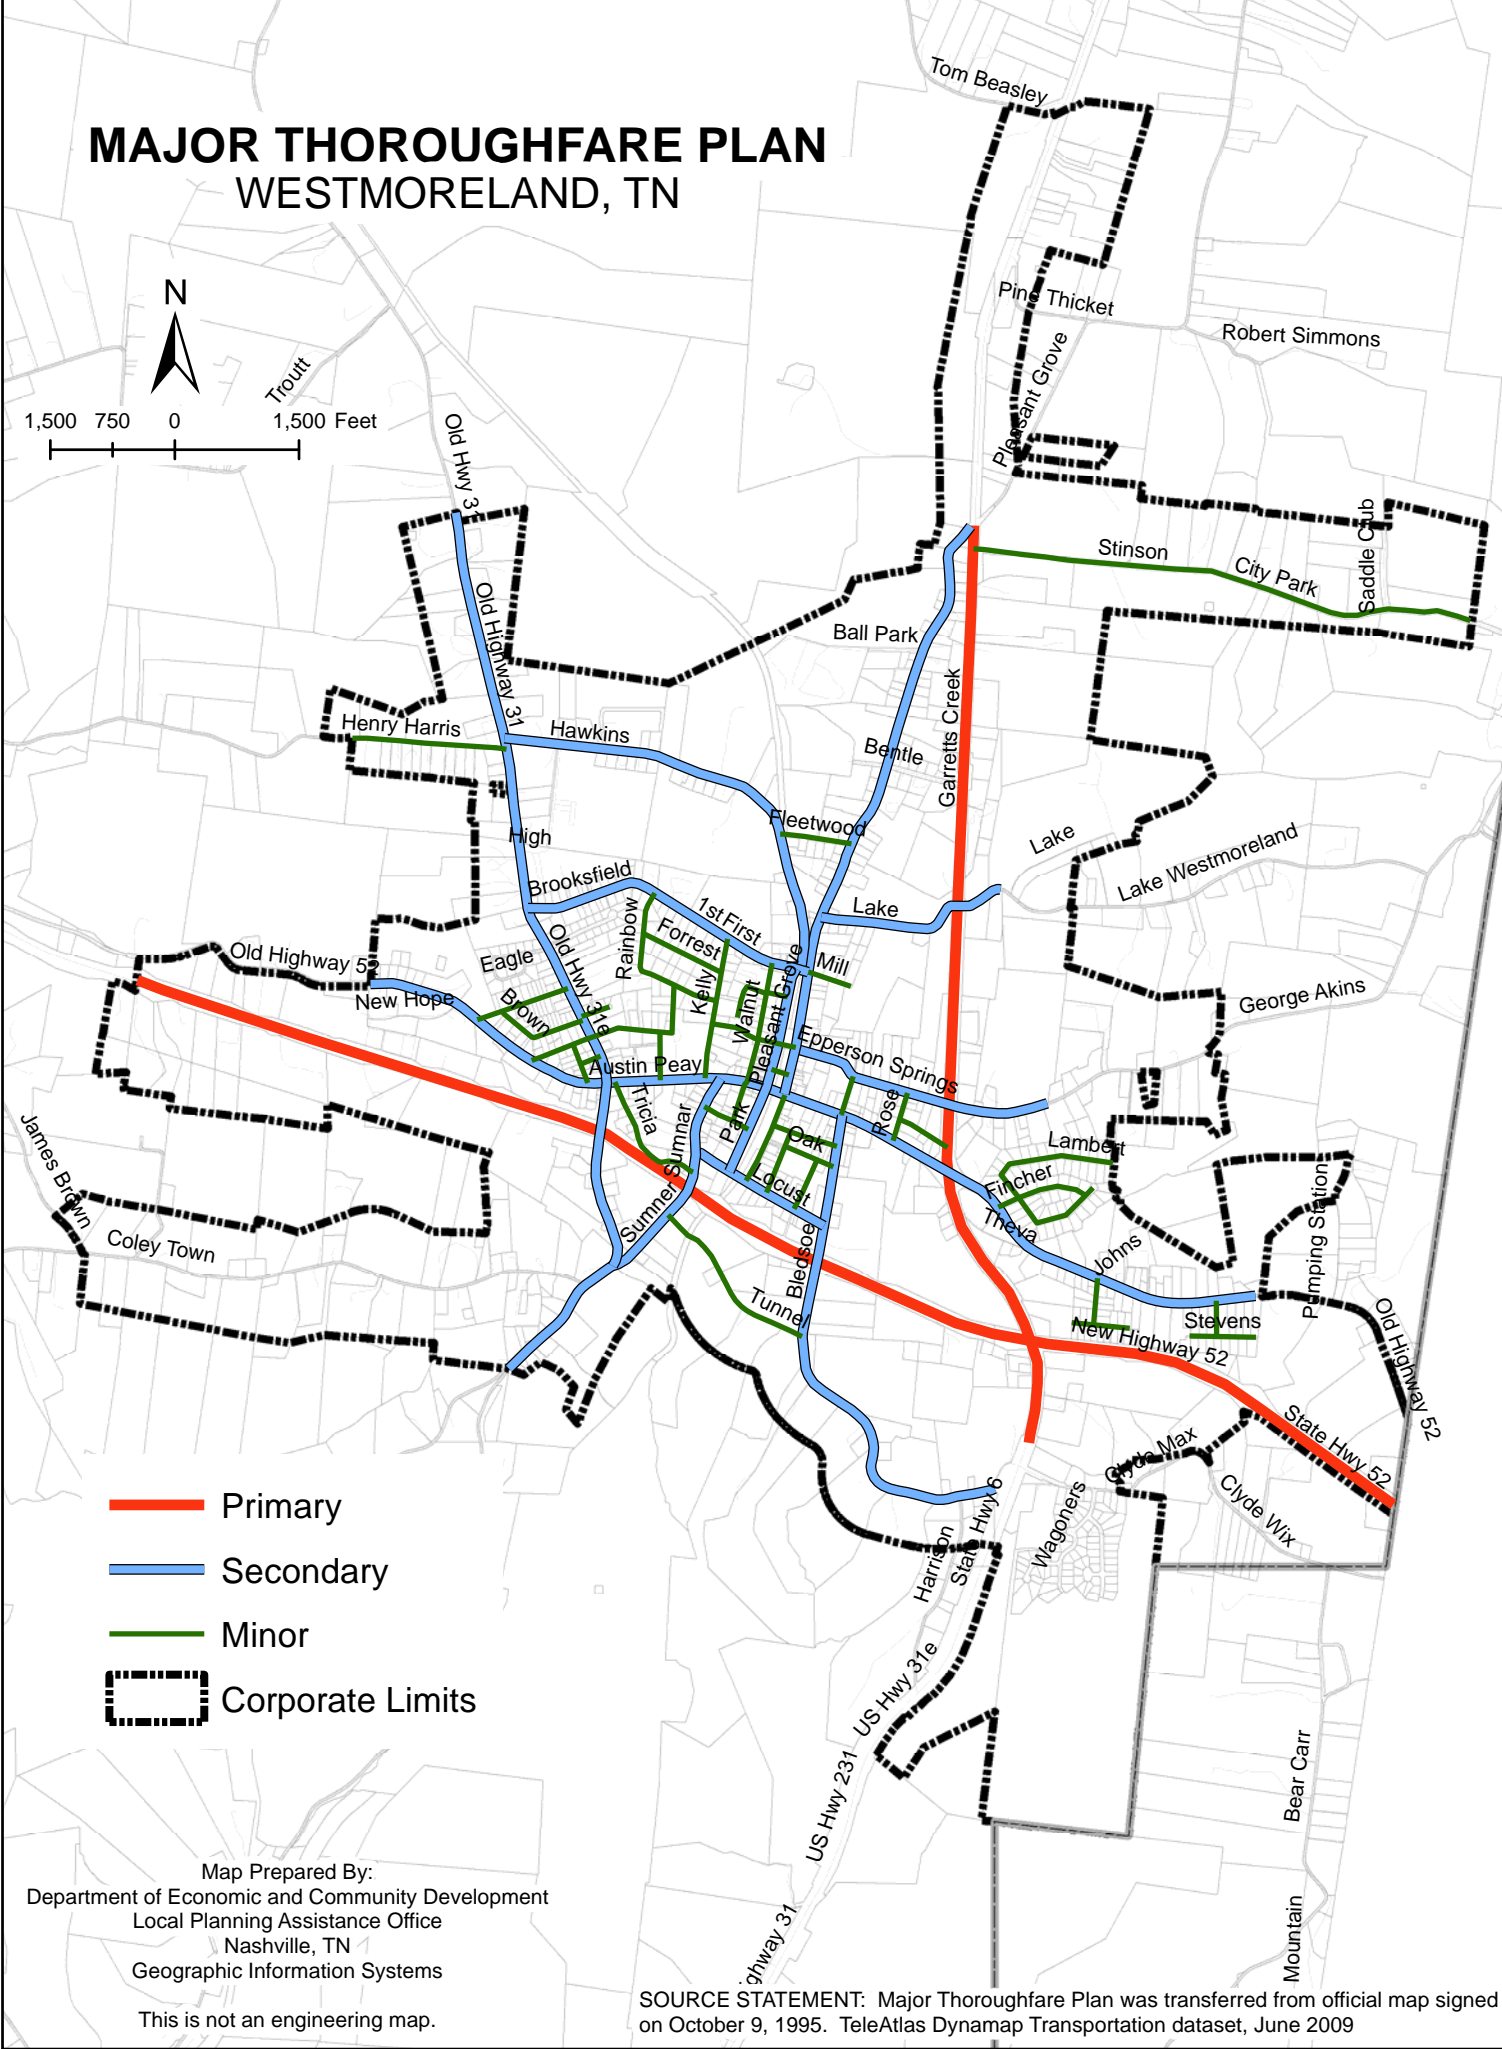 Tom Beasley
MAJOR THOROUGHFARE PLAN
WESTMORELAND, TN
N
Pine Thicket
Robert Simmons
Troutt
Pleasant Grove
1,500 750 0 1,500 Feet
Old Hwy 31
Saddle Club
Stinson
City Park
Old Highway 31
Ball Park
Garretts Creek
Henry Harris
Hawkins
Bentle
Fleetwood
High
Lake
Lake Westmoreland
Brooksfield
1st First
Lake
Rainbow
Forrest
Old Highway 52
Eagle
Old Hwy 31e
Kelly
Walnut
Pleasant Grove
Mill
New Hope
Brown
George Akins
Epperson Springs
Austin Peay
Tricia
Sumnar
Park
Rose
Oak
Lambert
James Brown
Locust
Fincher
Theva
Pumping Station
Sumner
Coley Town
Bledsoe
Johns
Tunnel
Stevens
New Highway 52
Old Highway 52
State Hwy 52
Clyde Max
Clyde Wix
Primary
Secondary
Minor
Corporate Limits
State Hwy 6
Harrison
Wagoners
US Hwy 31e
US Hwy 231
Bear Carr
Mountain
ghway 31
Map Prepared By:
Department of Economic and Community Development
Local Planning Assistance Office
Nashville, TN
Geographic Information Systems
This is not an engineering map.
SOURCE STATEMENT: Major Thoroughfare Plan was transferred from official map signed
on October 9, 1995. TeleAtlas Dynamap Transportation dataset, June 2009